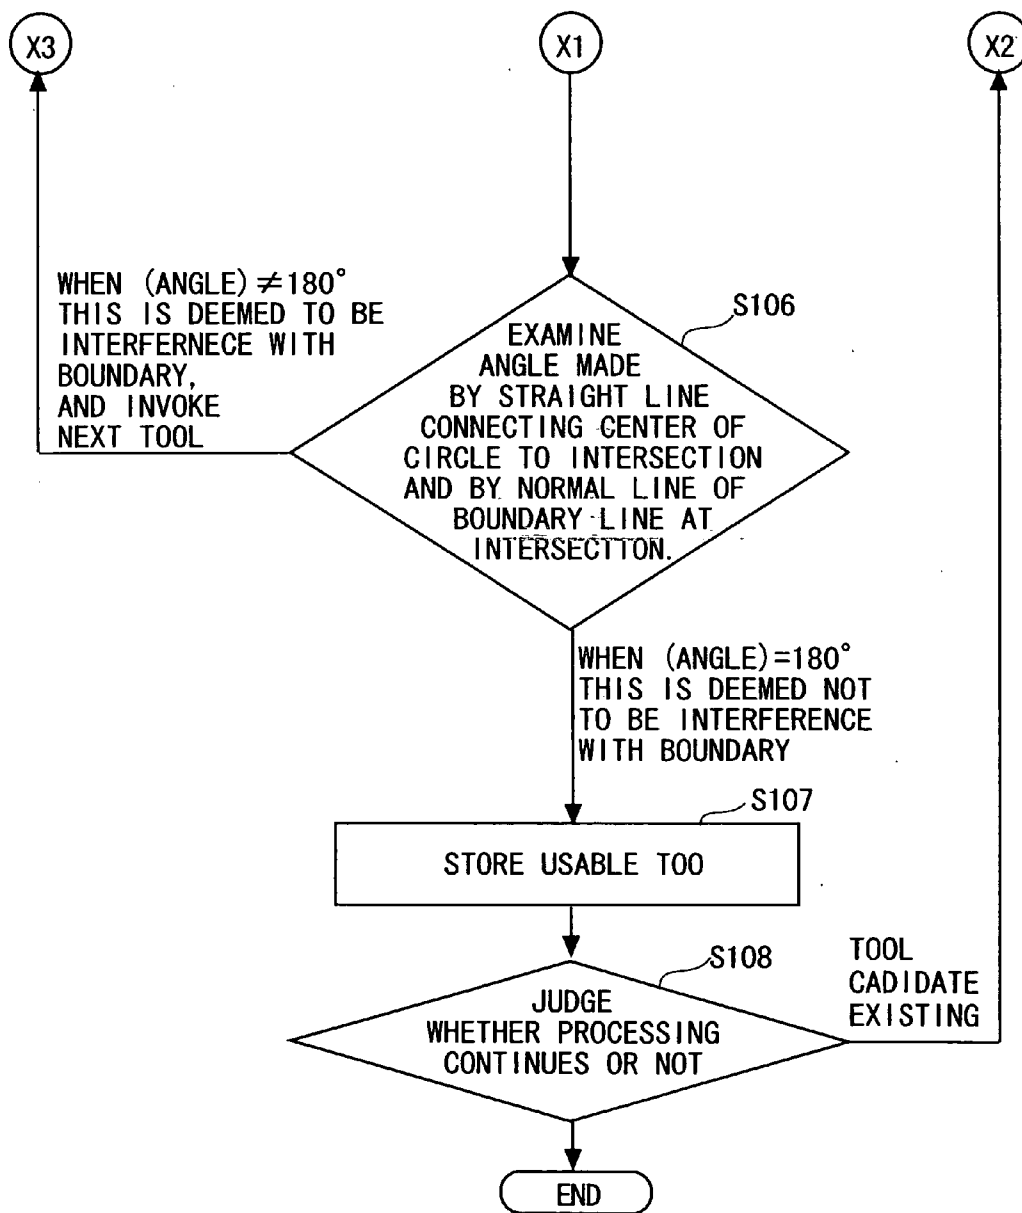 X3
X1
X2
WHEN (ANGLE)≠180°
THIS IS DEEMED TO BE
INTERFERNECE WITH
BOUNDARY,
AND INVOKE
NEXT TOOL
S106
EXAMINE
ANGLE MADE
BY STRAIGHT LINE
CONNECTING CENTER OF
CIRCLE TO INTERSECTION
AND BY NORMAL LINE OF
BOUNDARY LINE AT
INTERSECTION.
WHEN (ANGLE)=180°
THIS IS DEEMED NOT
TO BE INTERFERENCE
WITH BOUNDARY
S107
STORE USABLE TOO
S108
JUDGE
WHETHER PROCESSING
CONTINUES OR NOT
TOOL
CADIDATE
EXISTING
END